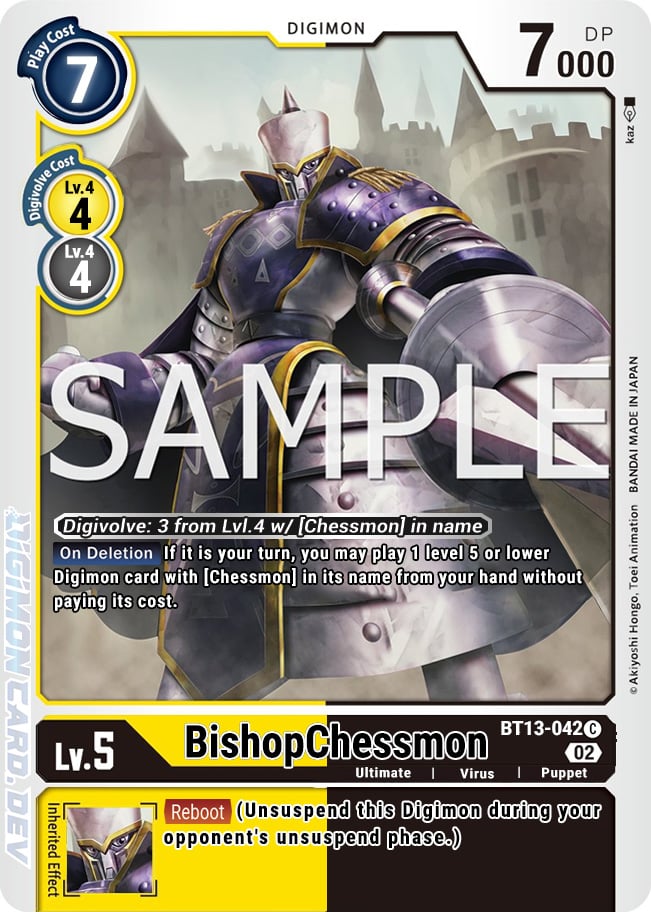 DIGIMON
Play Cost
7
7000
DP
kaz
Digivolve Cost
Lv.4
4
Lv.4
4
SAMPLE
Digivolve: 3 from Lvl.4 w/ [Chessmon] in name
On Deletion If it is your turn, you may play 1 level 5 or lower
Digimon card with [Chessmon] in its name from your hand without
paying its cost.
© Akiyoshi Hongo, Toei Animation BANDAI MADE IN JAPAN
DIGIMONCARD.DEV
Lv.5
BishopChessmon
BT13-042 C
02
Ultimate | Virus | Puppet
Inherited Effect
Reboot (Unsuspend this Digimon during your
opponent's unsuspend phase.)